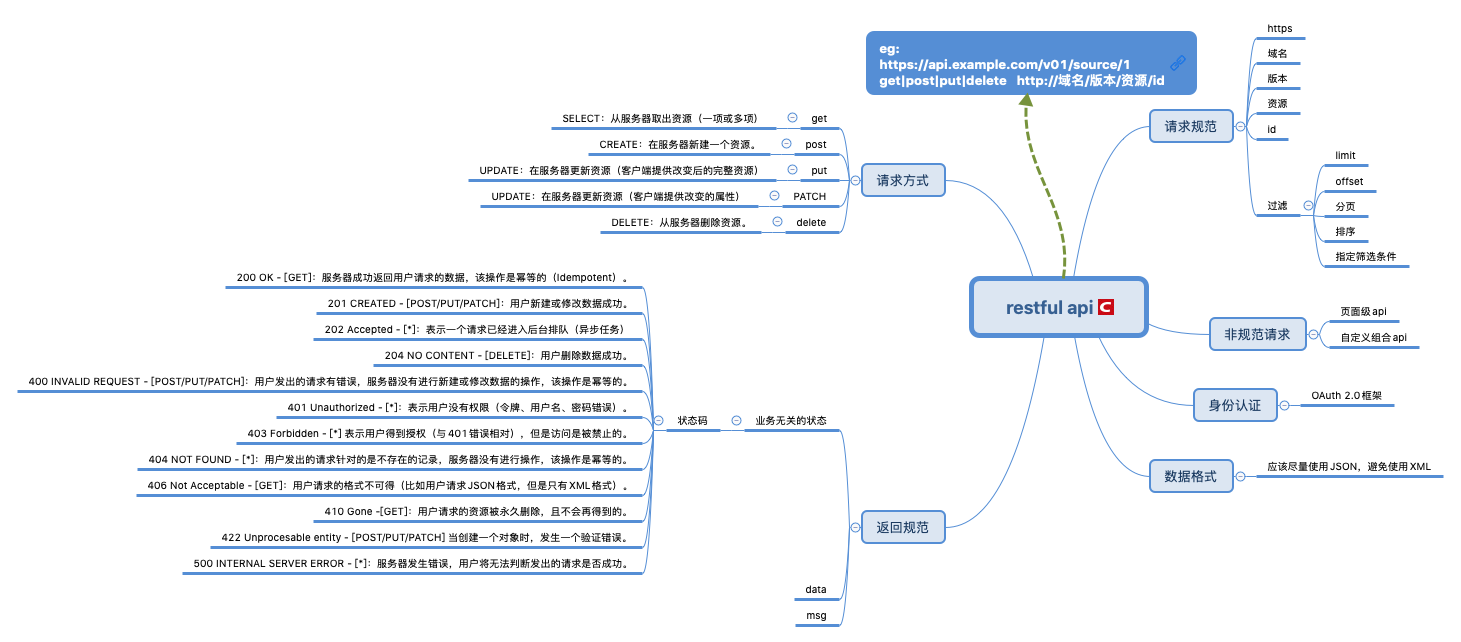 restful api
eg:
https://api.example.com/v01/source/1
get|post|put|delete   http://域名/版本/资源/id
请求规范
https
域名
版本
资源
id
过滤
limit
offset
分页
排序
指定筛选条件
非规范请求
页面级api
自定义组合api
身份认证
OAuth 2.0框架
数据格式
应该尽量使用JSON，避免使用XML
请求方式
get
SELECT：从服务器取出资源（一项或多项）
post
CREATE：在服务器新建一个资源。
put
UPDATE：在服务器更新资源（客户端提供改变后的完整资源）
PATCH
UPDATE：在服务器更新资源（客户端提供改变的属性）
delete
DELETE：从服务器删除资源。
返回规范
业务无关的状态
状态码
200 OK - [GET]：服务器成功返回用户请求的数据，该操作是幂等的（Idempotent）。
201 CREATED - [POST/PUT/PATCH]：用户新建或修改数据成功。
202 Accepted - [*]：表示一个请求已经进入后台排队（异步任务）
204 NO CONTENT - [DELETE]：用户删除数据成功。
400 INVALID REQUEST - [POST/PUT/PATCH]：用户发出的请求有错误，服务器没有进行新建或修改数据的操作，该操作是幂等的。
401 Unauthorized - [*]：表示用户没有权限（令牌、用户名、密码错误）。
403 Forbidden - [*] 表示用户得到授权（与401错误相对），但是访问是被禁止的。
404 NOT FOUND - [*]：用户发出的请求针对的是不存在的记录，服务器没有进行操作，该操作是幂等的。
406 Not Acceptable - [GET]：用户请求的格式不可得（比如用户请求JSON格式，但是只有XML格式）。
410 Gone -[GET]：用户请求的资源被永久删除，且不会再得到的。
422 Unprocesable entity - [POST/PUT/PATCH] 当创建一个对象时，发生一个验证错误。
500 INTERNAL SERVER ERROR - [*]：服务器发生错误，用户将无法判断发出的请求是否成功。
data
msg